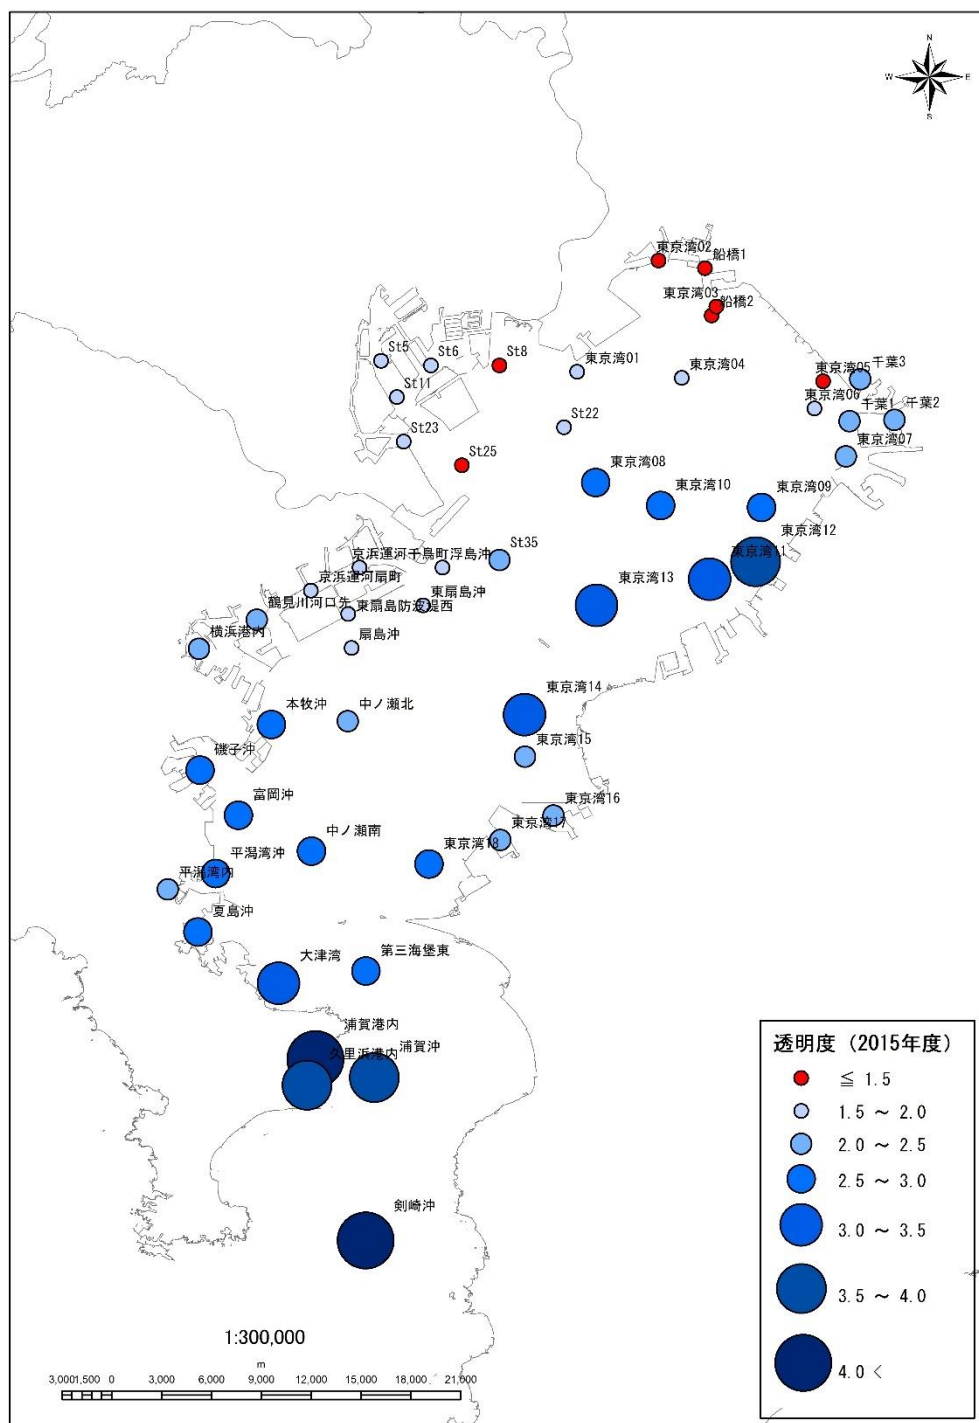 N
W
E
S
東京湾02
船橋1
東京湾03
船橋2
St5
St6
St8
東京湾01
東京湾04
東京湾05
千葉3
St11
東京湾06
千葉1
千葉2
St22
St23
東京湾07
St25
東京湾08
東京湾10
東京湾09
東京湾12
東京湾11
京浜運河千鳥町
浮島沖
St35
京浜運河扇町
東扇島沖
東京湾13
鶴見川河口先
東扇島防波堤西
横浜港内
扇島沖
東京湾14
本牧沖
中ノ瀬北
東京湾15
磯子沖
富岡沖
東京湾16
中ノ瀬南
東京湾17
東京湾18
平潟湾沖
平潟湾内
夏島沖
大津湾
第三海堡東
浦賀港内
久里浜港内
浦賀沖
剣崎沖
透明度（2015年度）
≦ 1.5
1.5 ～ 2.0
2.0 ～ 2.5
2.5 ～ 3.0
3.0 ～ 3.5
3.5 ～ 4.0
4.0 <
1:300,000
m
3,000 1,500 0 3,000 6,000 9,000 12,000 15,000 18,000 21,000